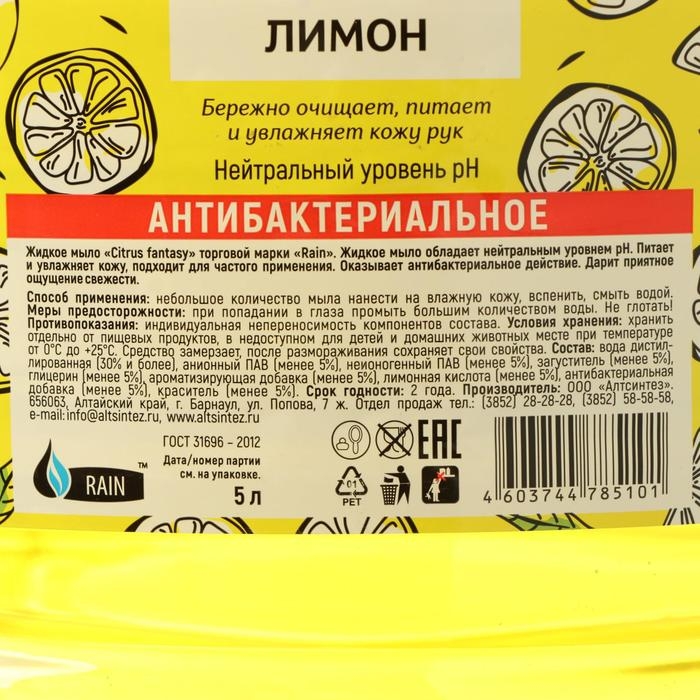 ЛИМОН
Бережно очищает, питает
и увлажняет кожу рук
Нейтральный уровень pH
АНТИБАКТЕРИАЛЬНОЕ
Жидкое мыло «Citrus fantasy» торговой марки «Rain». Жидкое мыло обладает нейтральным уровнем pH. Питает
и увлажняет кожу, подходит для частого применения. Оказывает антибактериальное действие. Дарит приятное
ощущение свежести.
Способ применения: небольшое количество мыла нанести на влажную кожу, вспенить, смыть водой.
Меры предосторожности: при попадании в глаза промыть большим количеством воды. Не глотать!
Противопоказания: индивидуальная непереносимость компонентов состава. Условия хранения: хранить
отдельно от пищевых продуктов, в недоступном для детей и домашних животных месте при температуре
от 0°С до +25°С. Средство замерзает, после размораживания сохраняет свои свойства. Состав: вода дистил-
лированная (30% и более), анионный ПАВ (менее 5%), неионогенный ПАВ (менее 5%), загуститель (менее 5%),
глицерин (менее 5%), ароматизирующая добавка (менее 5%), лимонная кислота (менее 5%), антибактериальная
добавка (менее 5%), краситель (менее 5%). Срок годности: 2 года. Производитель: ООО «Алтсинтез».
656063, Алтайский край, г. Барнаул, ул. Попова, 7 ж. Отдел продаж тел.: (3852) 28-28-28, (3852) 58-58-58,
e-mail: info@altsintez.ru, www.altsintez.ru
ГОСТ 31696 – 2012
Дата/номер партии
см. на упаковке.
5 л
RAIN™
EAC
01
PET
4 603744 785101